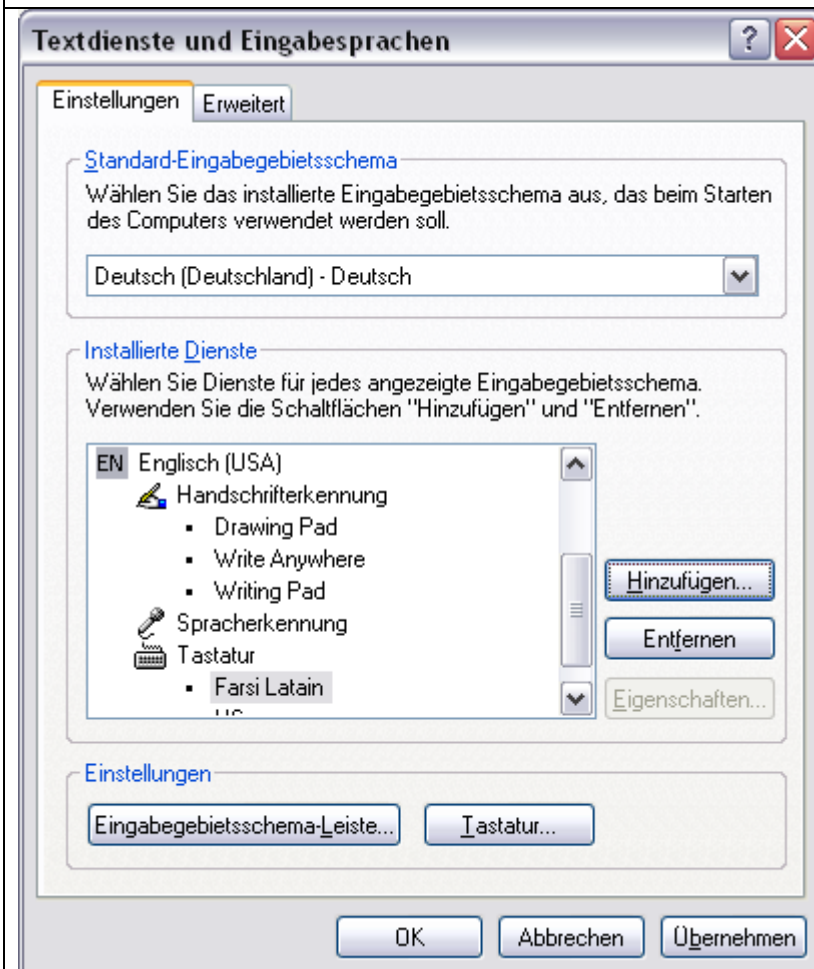 Textdienste und Eingabesprachen
Einstellungen
Erweitert
Standard-Eingabegebietsschema
Wählen Sie das installierte Eingabegebietsschema aus, das beim Starten
des Computers verwendet werden soll.
Deutsch (Deutschland) - Deutsch
Installierte Dienste
Wählen Sie Dienste für jedes angezeigte Eingabegebietsschema.
Verwenden Sie die Schaltflächen "Hinzufügen" und "Entfernen".
EN Englisch (USA)
Handschrifterkennung
▪ Drawing Pad
▪ Write Anywhere
▪ Writing Pad
Spracherkennung
Tastatur
▪ Farsi Latain
Hinzufügen...
Entfernen
Eigenschaften...
Einstellungen
Eingabegebietsschema-Leiste...
Tastatur...
OK
Abbrechen
Übernehmen